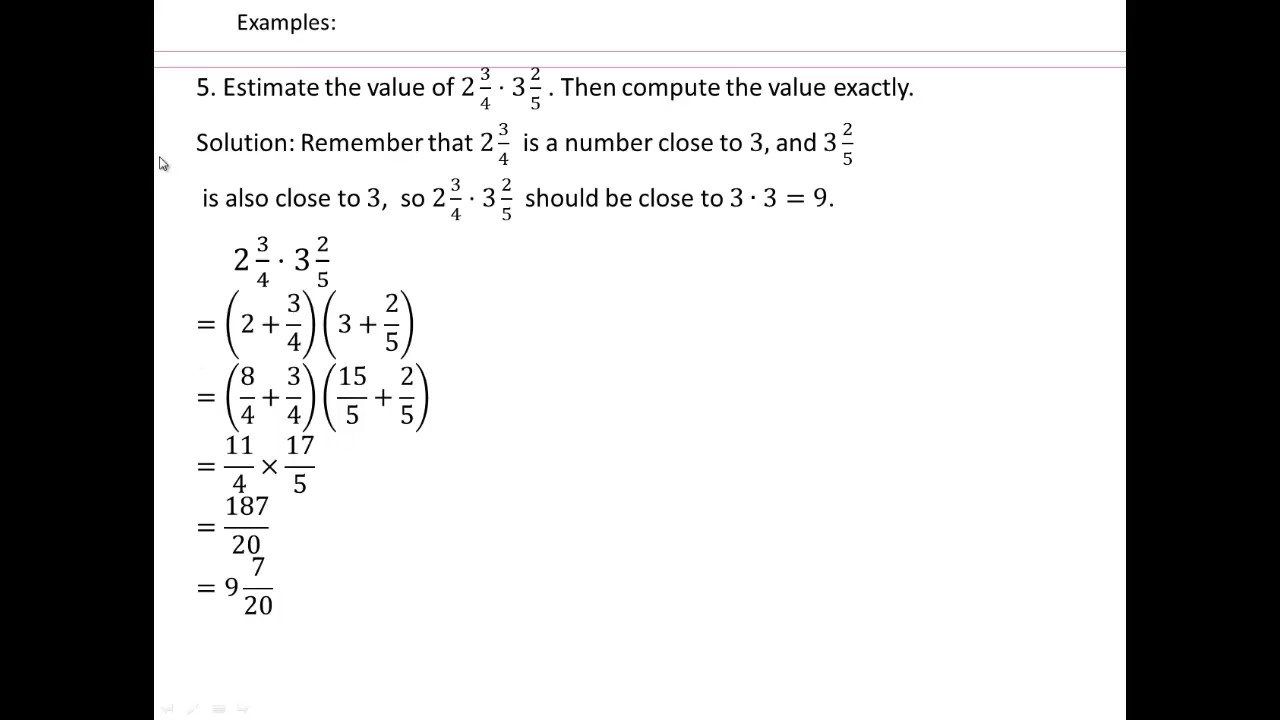 Examples:
5. Estimate the value of 2 3/4 · 3 2/5 . Then compute the value exactly.
Solution: Remember that 2 3/4 is a number close to 3, and 3 2/5
is also close to 3, so 2 3/4 · 3 2/5 should be close to 3 · 3 = 9.
2 3/4 · 3 2/5
= (2 + 3/4)(3 + 2/5)
= (8/4 + 3/4)(15/5 + 2/5)
= 11/4 × 17/5
= 187/20
= 9 7/20